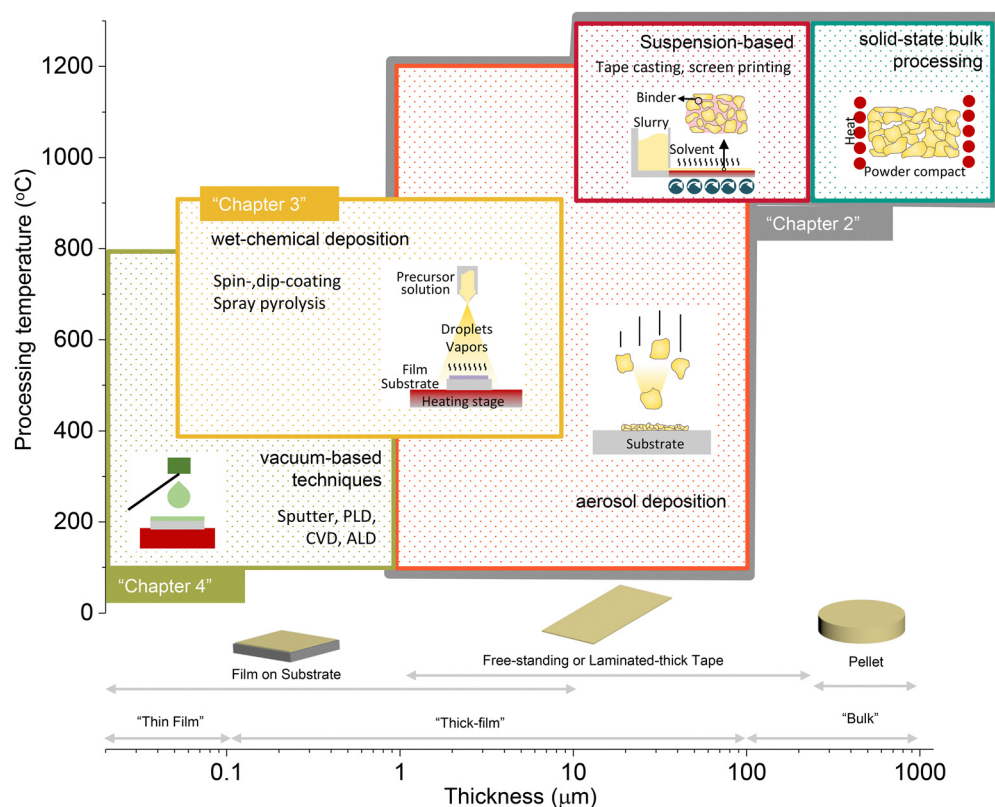 Processing temperature (ºC)
1200
1000
800
600
400
200
0
Suspension-based
Tape casting, screen printing
Binder
Slurry
Solvent
solid-state bulk
processing
Heat
Powder compact
"Chapter 2"
"Chapter 3"
wet-chemical deposition
Spin-,dip-coating
Spray pyrolysis
Precursor
solution
Droplets
Vapors
Film
Substrate
Heating stage
Substrate
aerosol deposition
vacuum-based
techniques
Sputter, PLD,
CVD, ALD
"Chapter 4"
Film on Substrate
Free-standing or Laminated-thick Tape
Pellet
"Thin Film"
"Thick-film"
"Bulk"
0.1
1
10
100
1000
Thickness (μm)